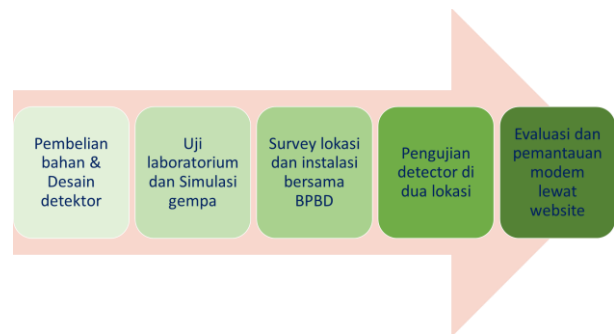 Pembelian
bahan &
Desain
detektor
Uji
laboratorium
dan Simulasi
gempa
Survey lokasi
dan instalasi
bersama
BPBD
Pengujian
detector di
dua lokasi
Evaluasi dan
pemantauan
modem
lewat
website